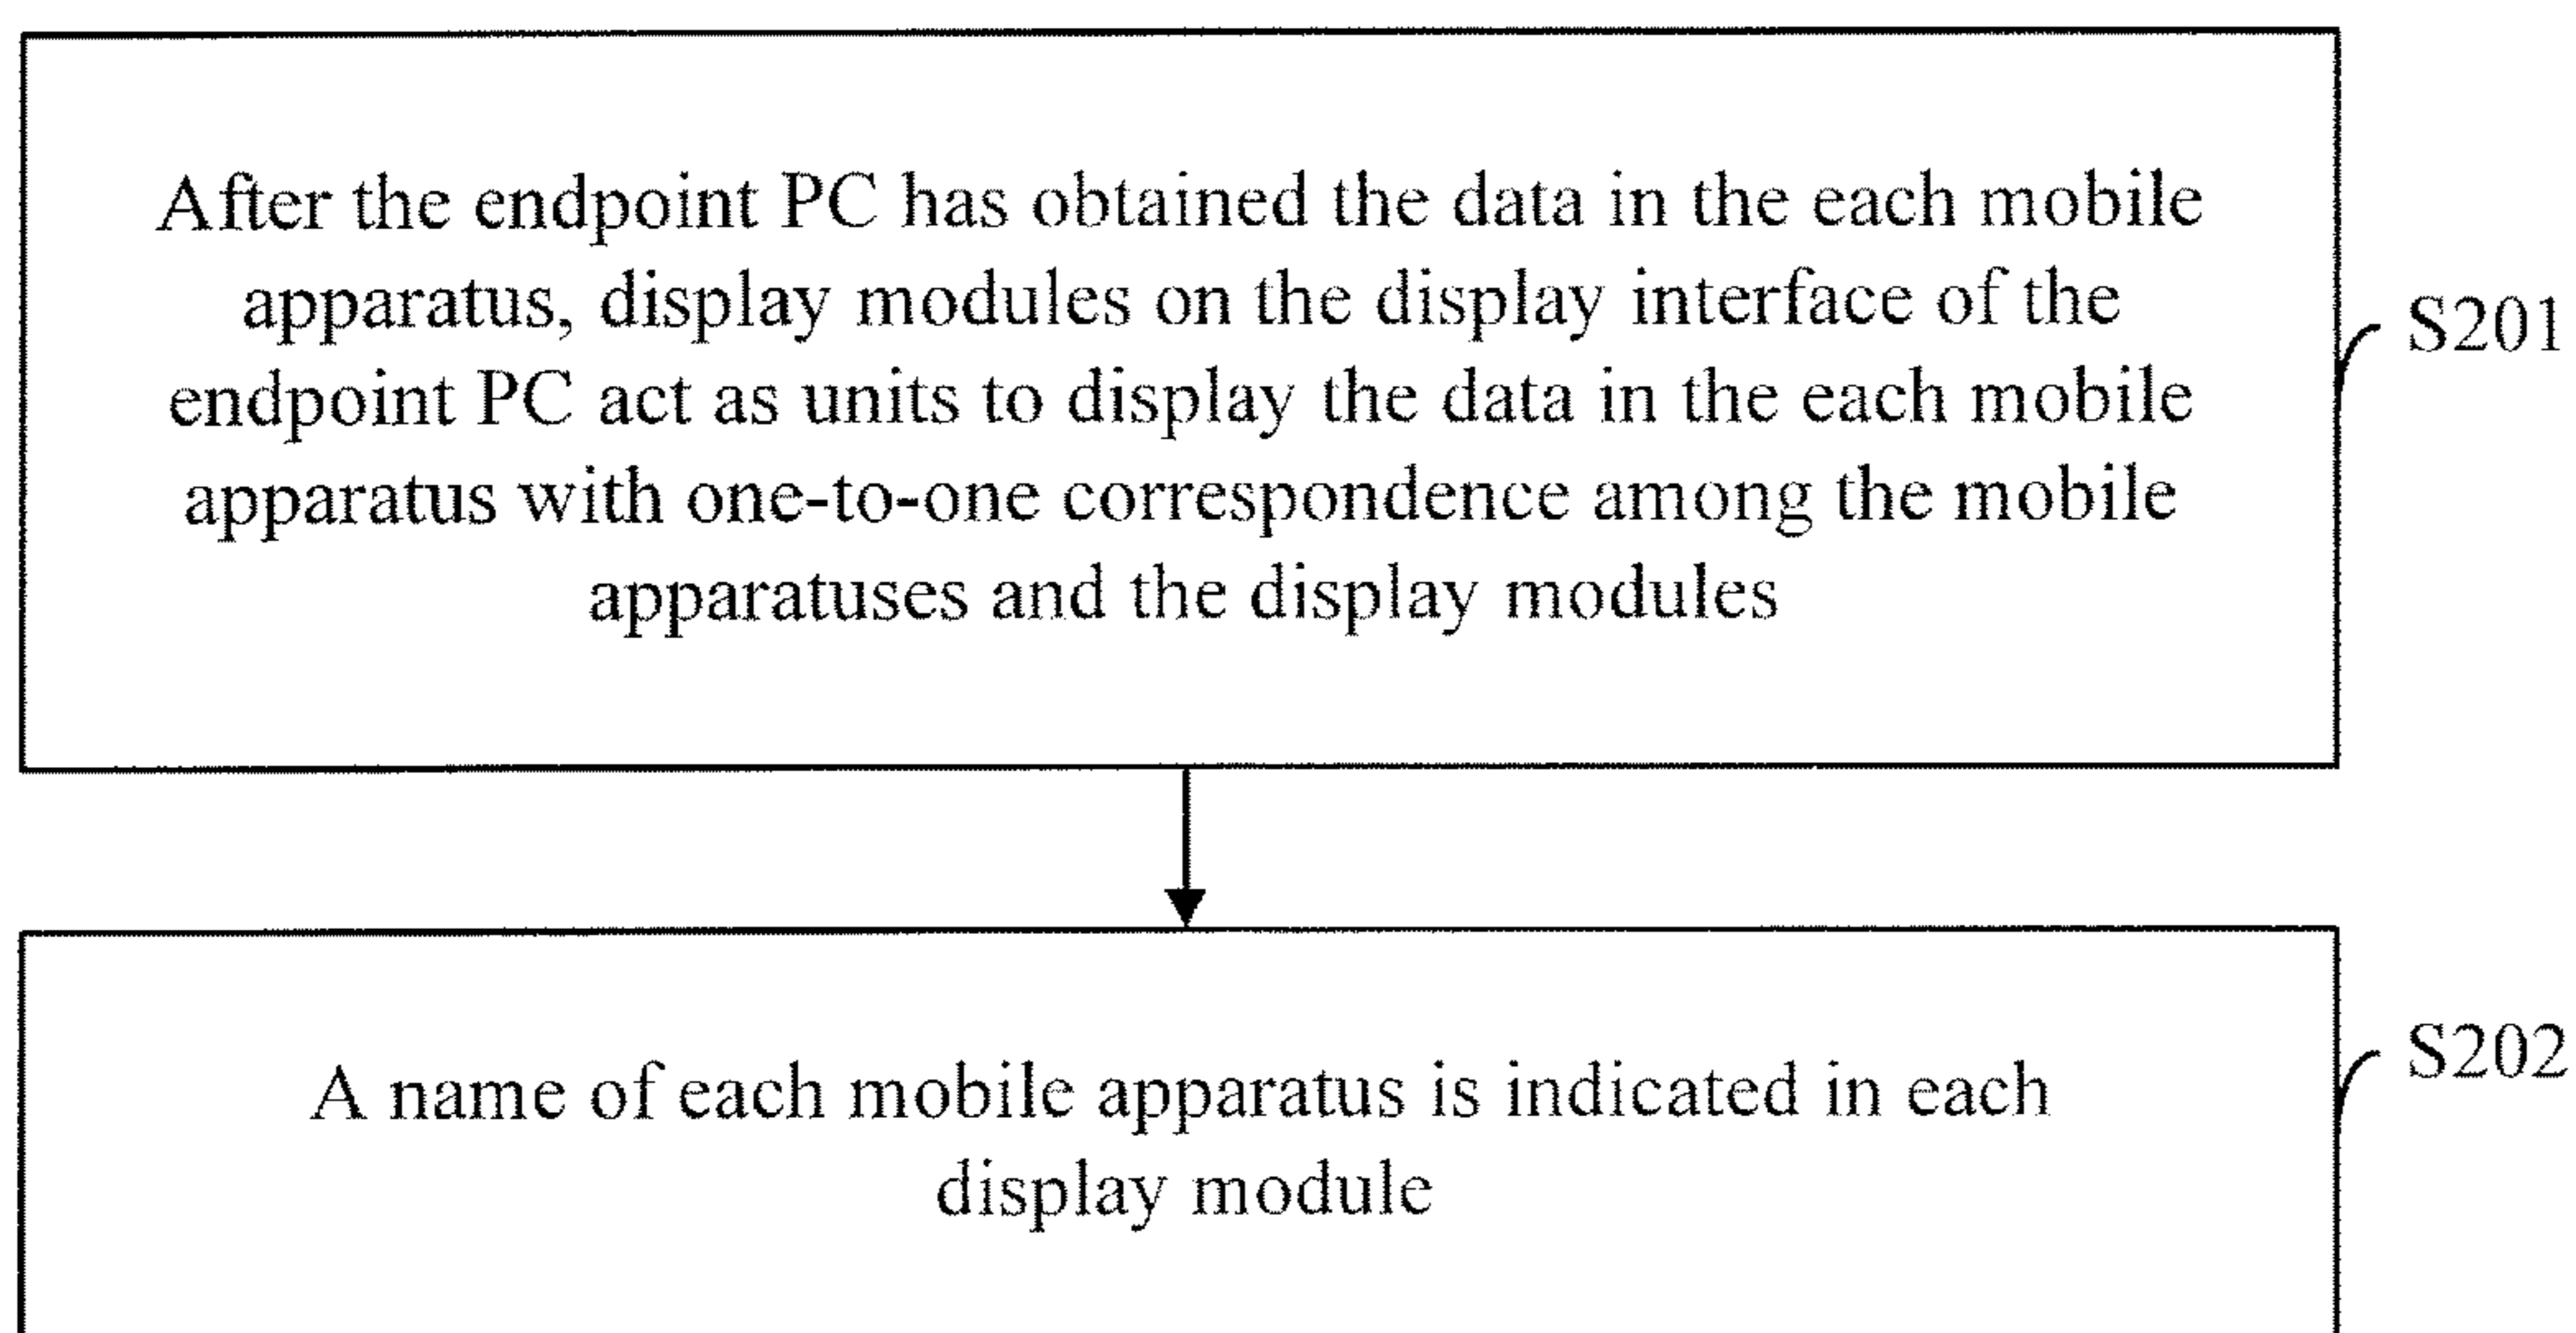 After the endpoint PC has obtained the data in the each mobile
apparatus, display modules on the display interface of the
endpoint PC act as units to display the data in the each mobile
apparatus with one-to-one correspondence among the mobile
apparatuses and the display modules
S201
A name of each mobile apparatus is indicated in each
display module
S202